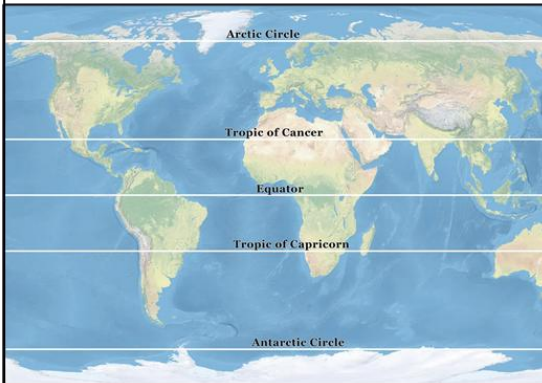 Arctic Circle
Tropic of Cancer
Equator
Tropic of Capricorn
Antarctic Circle